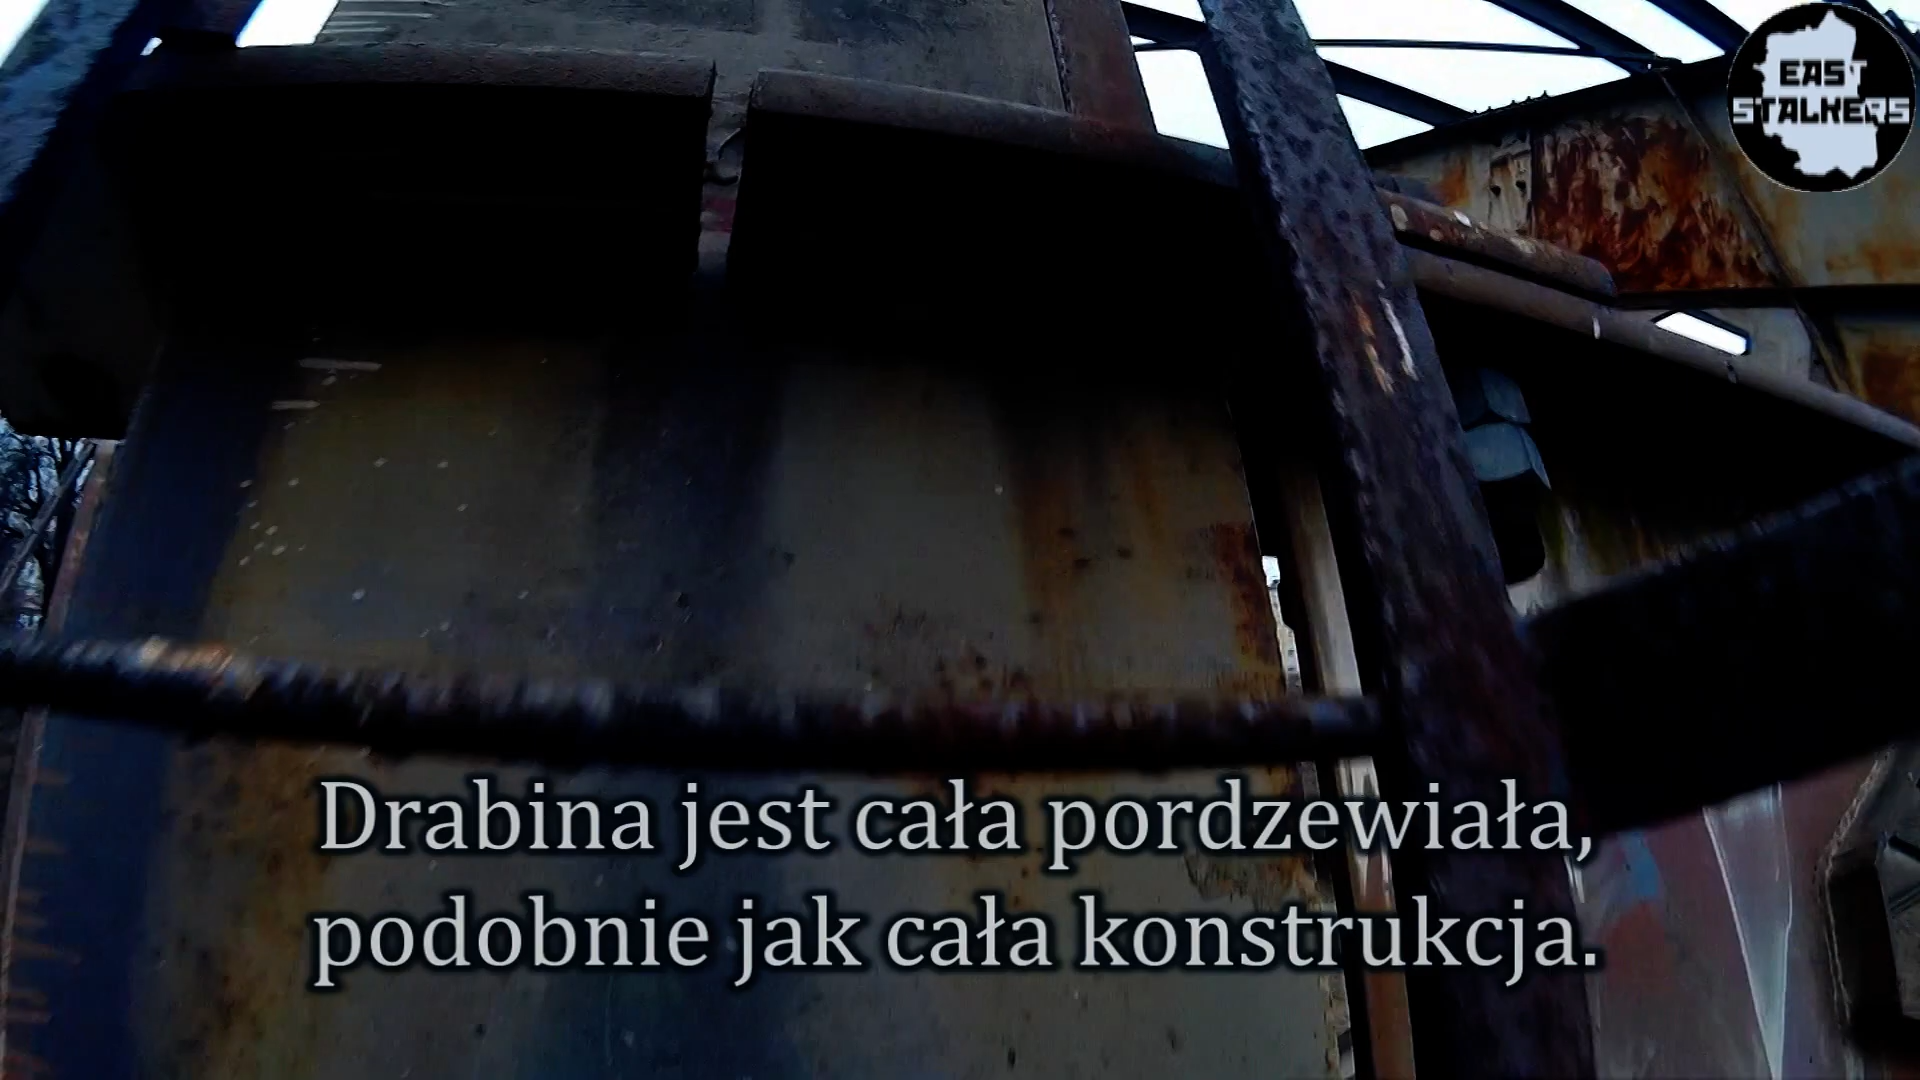 EAST
STALKERS
Drabina jest cała pordzewiała,
podobnie jak cała konstrukcja.